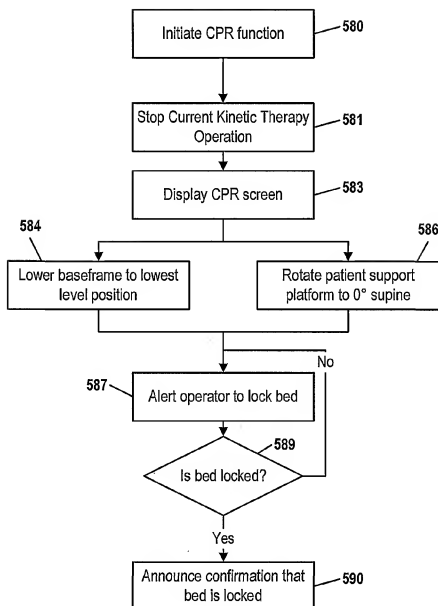 Initiate CPR function
580
Stop Current Kinetic Therapy
Operation
581
Display CPR screen
583
584
586
Lower baseframe to lowest
level position
Rotate patient support
platform to 0° supine
No
587
Alert operator to lock bed
589
Is bed locked?
Yes
Announce confirmation that
bed is locked
590